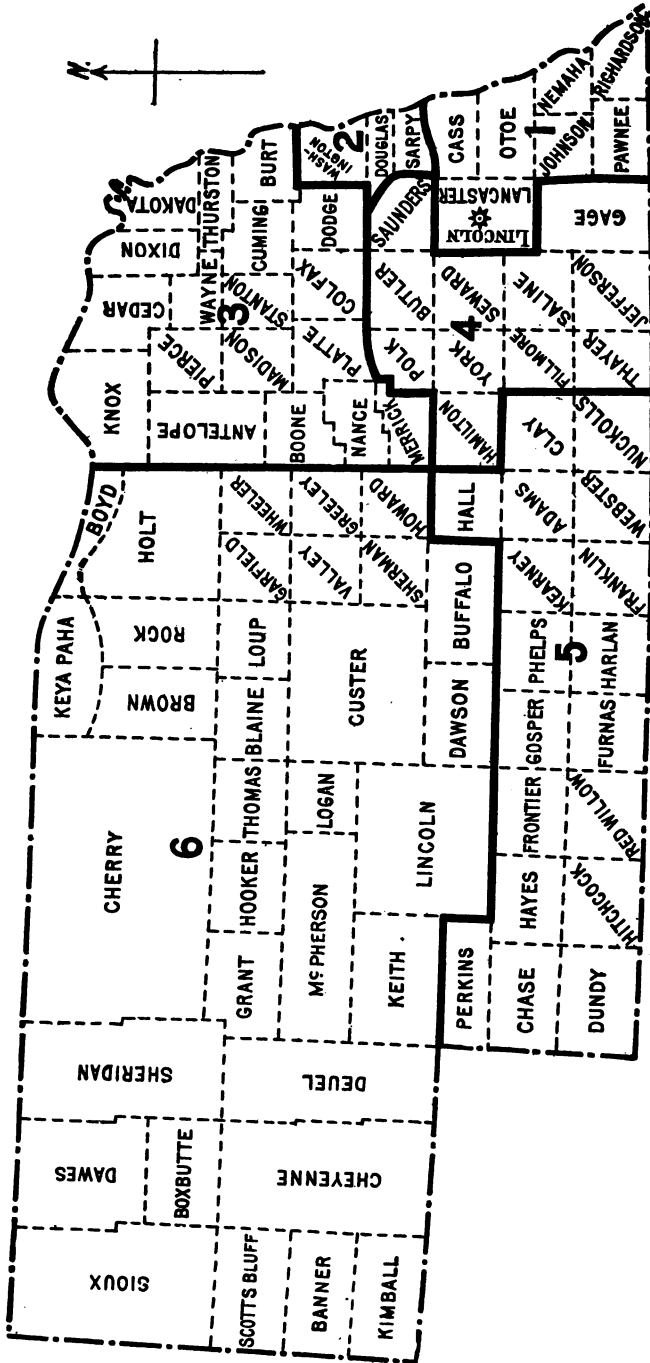 N.
SIOUX
DAWES
BOXBUTTE
SHERIDAN
SCOTTS BLUFF
BANNER
KIMBALL
CHEYENNE
DEUEL
CHERRY
6
GRANT
HOOKER
THOMAS
BLAINE
LOUP
McPHERSON
LOGAN
KEITH.
LINCOLN
CUSTER
DAWSON
BUFFALO
KEYA PAHA
BROWN
ROCK
BOYD
HOLT
GARFIELD
WHEELER
VALLEY
GREELEY
SHERMAN
HOWARD
HALL
KNOX
CEDAR
DIXON
DAKOTA
ANTELOPE
PIERCE
WAYNE
THURSTON
3
BOONE
MADISON
STANTON
CUMING
BURT
NANCE
PLATTE
COLFAX
DODGE
MERRICK
WASH-
INGTON
2
DOUGLAS
SARPY
SAUNDERS
BUTLER
POLK
HAMILTON
YORK
SEWARD
4
FILLMORE
SALINE
THAYER
JEFFERSON
GAGE
LINCOLN
LANCASTER
CASS
OTOE
1
JOHNSON
NEMAHA
PAWNEE
RICHARDSON
PERKINS
CHASE
DUNDY
HAYES
HITCHCOCK
FRONTIER
RED WILLOW
GOSPER
FURNAS
PHELPS
5
HARLAN
KEARNEY
FRANKLIN
ADAMS
WEBSTER
CLAY
NUCKOLLS